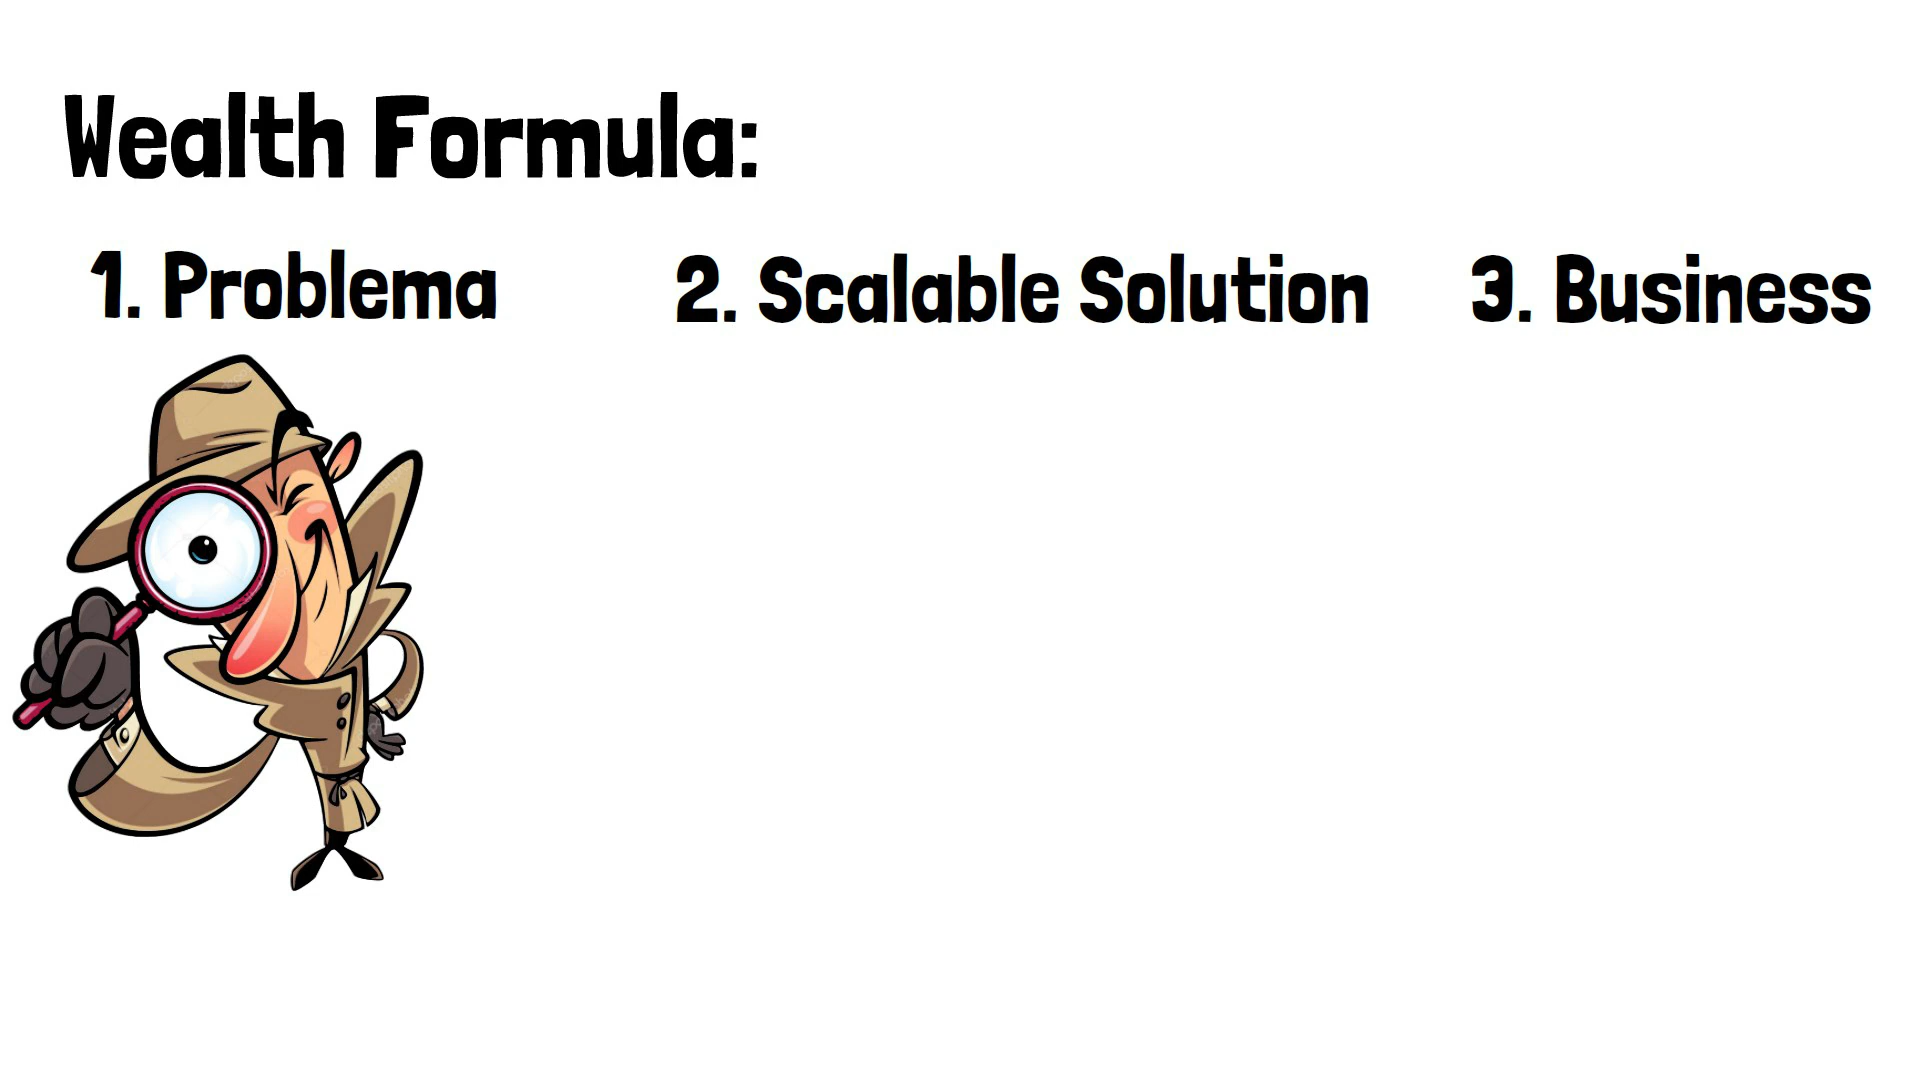 Wealth Formula:
1. Problema
2. Scalable Solution
3. Business